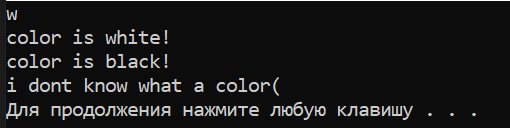 w
color is white!
color is black!
i dont know what a color(
Для продолжения нажмите любую клавишу . . .